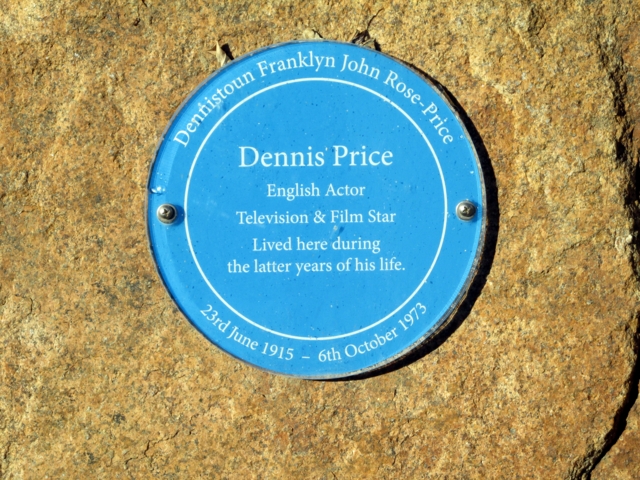 Dennistoun Franklyn John Rose-Price
Dennis Price
English Actor
Television & Film Star
Lived here during
the latter years of his life.
23rd June 1915 – 6th October 1973